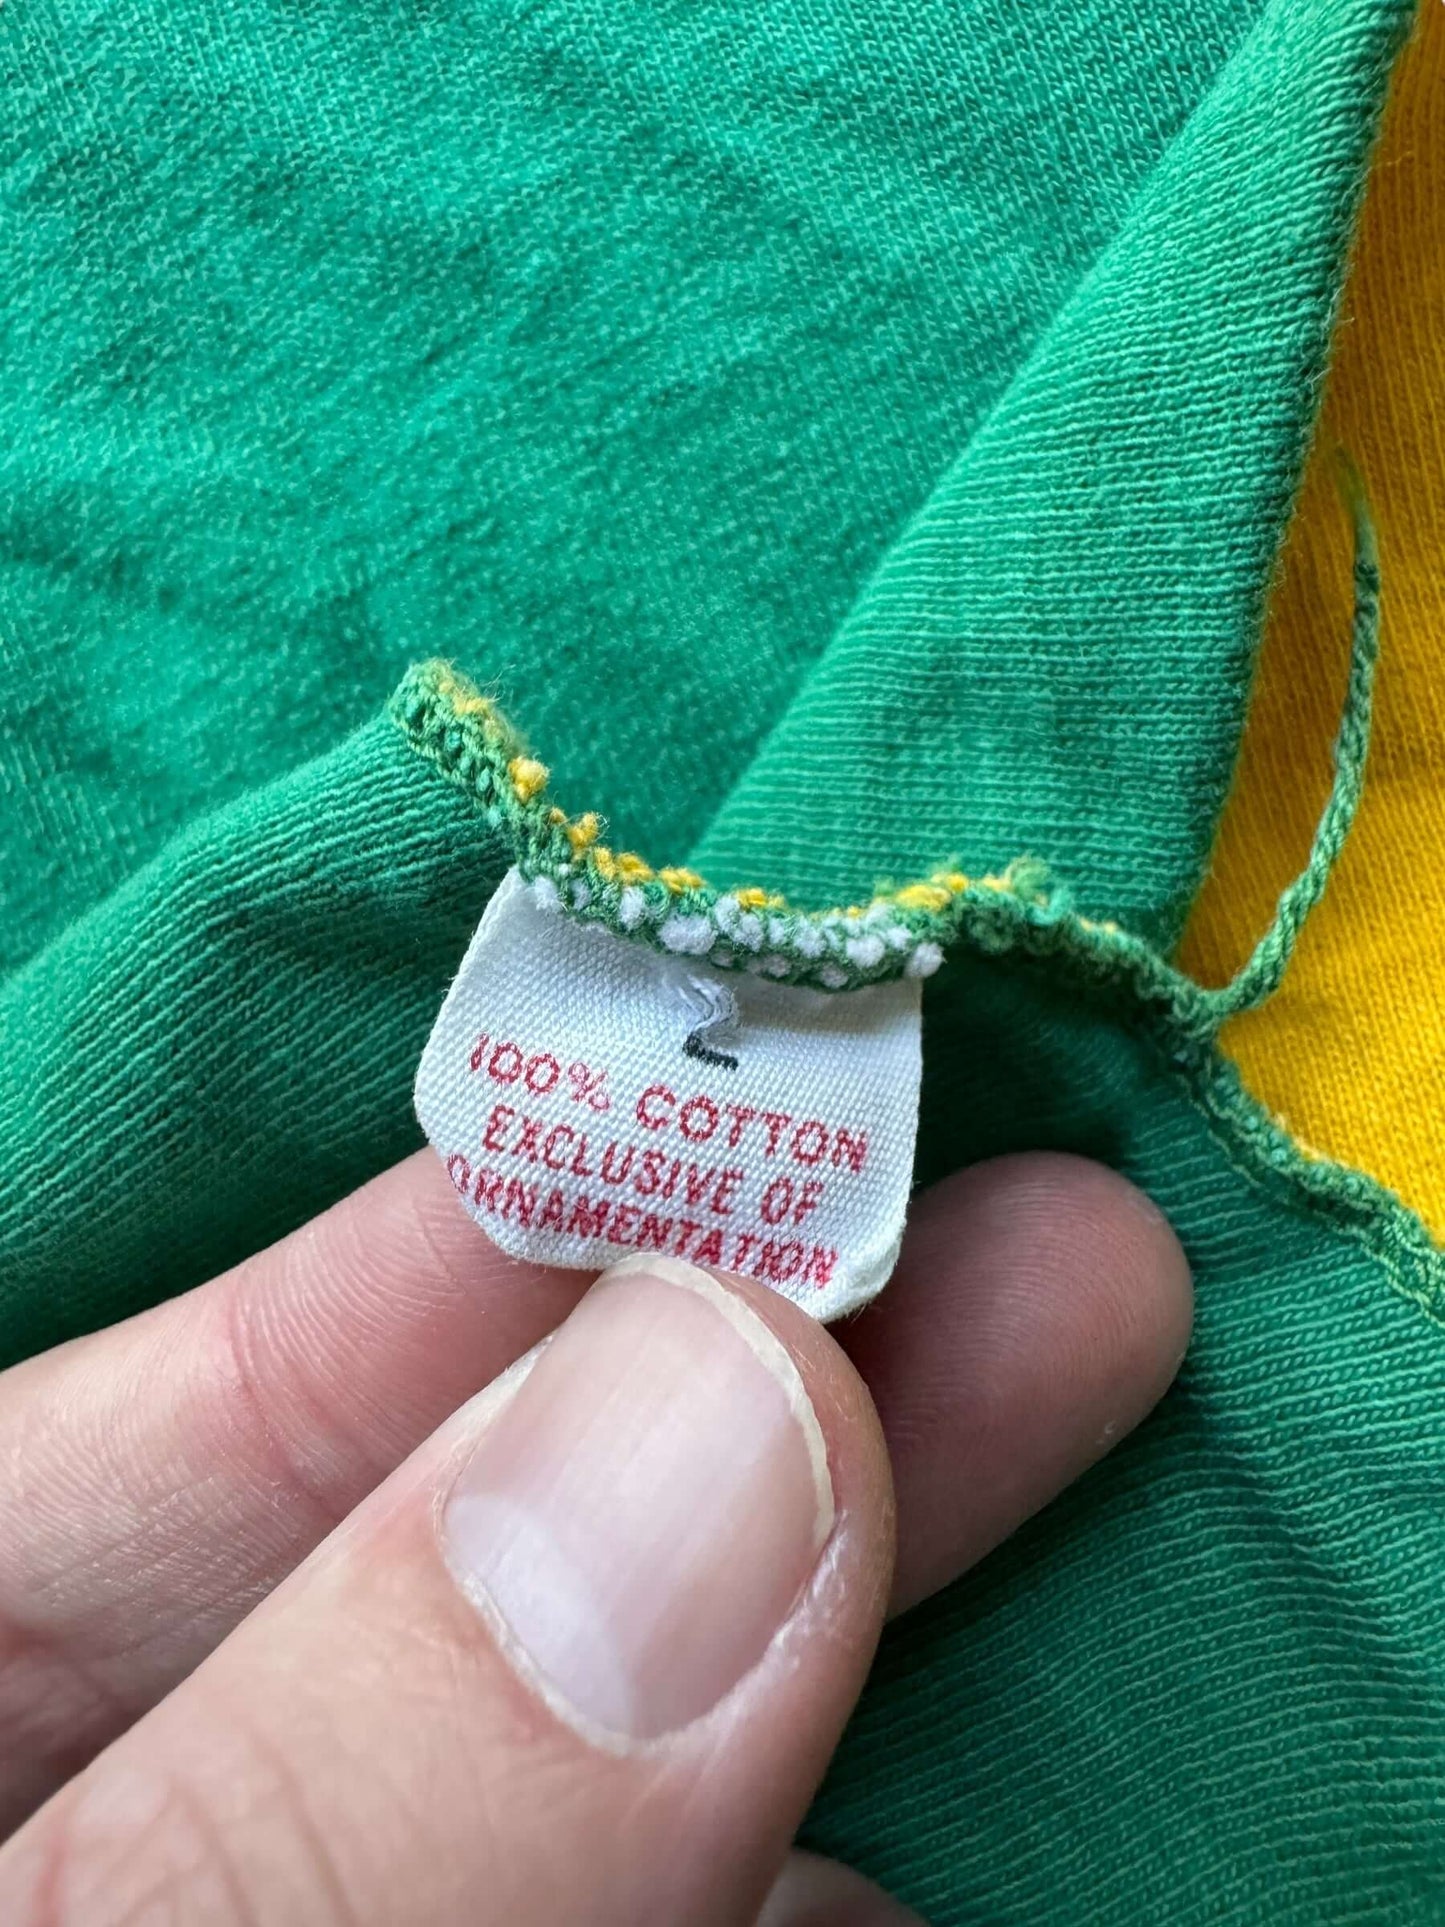 L
100% COTTON
EXCLUSIVE OF
ORNAMENTATION